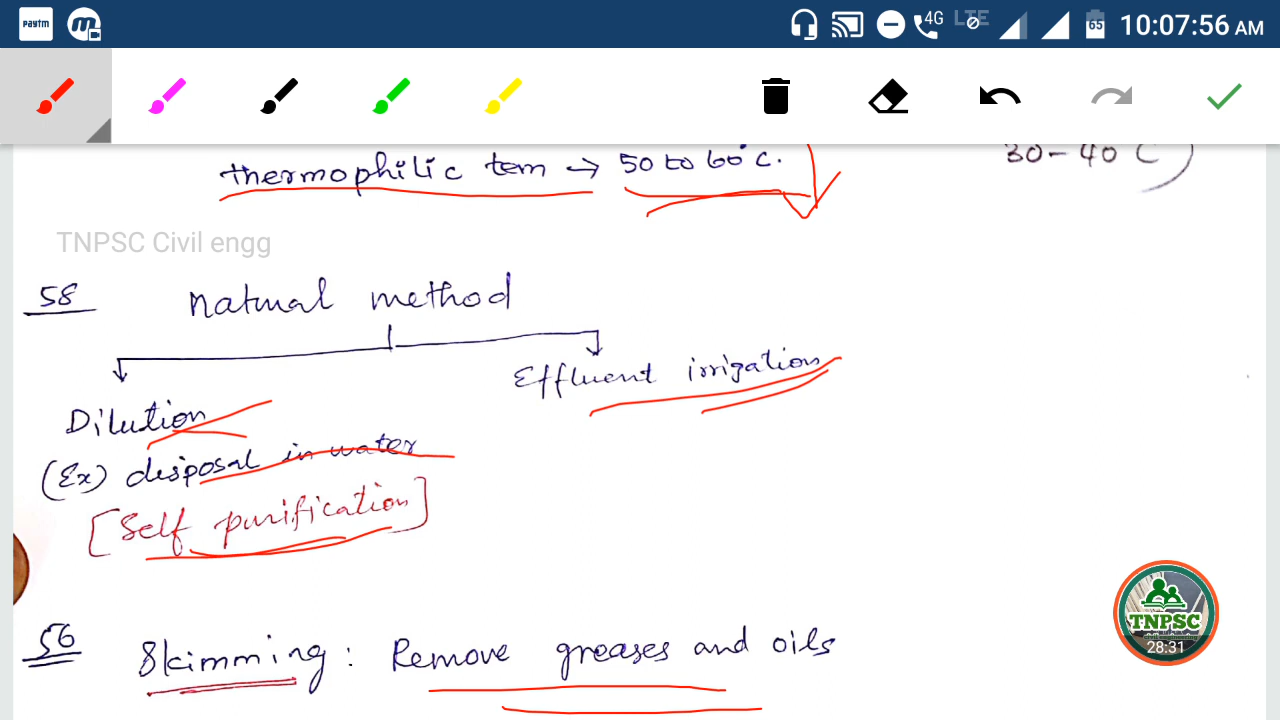 paytm
m
4G
LTE
65
10:07:56 AM
thermophilic tem → 50 to 60°c.
30-40°C)
TNPSC Civil engg
58
Natural method
Effluent irrigation
Dilution
(Ex) disposal in water
[Self purification]
56
Skimming: Remove greases and oils
TNPSC
28:31